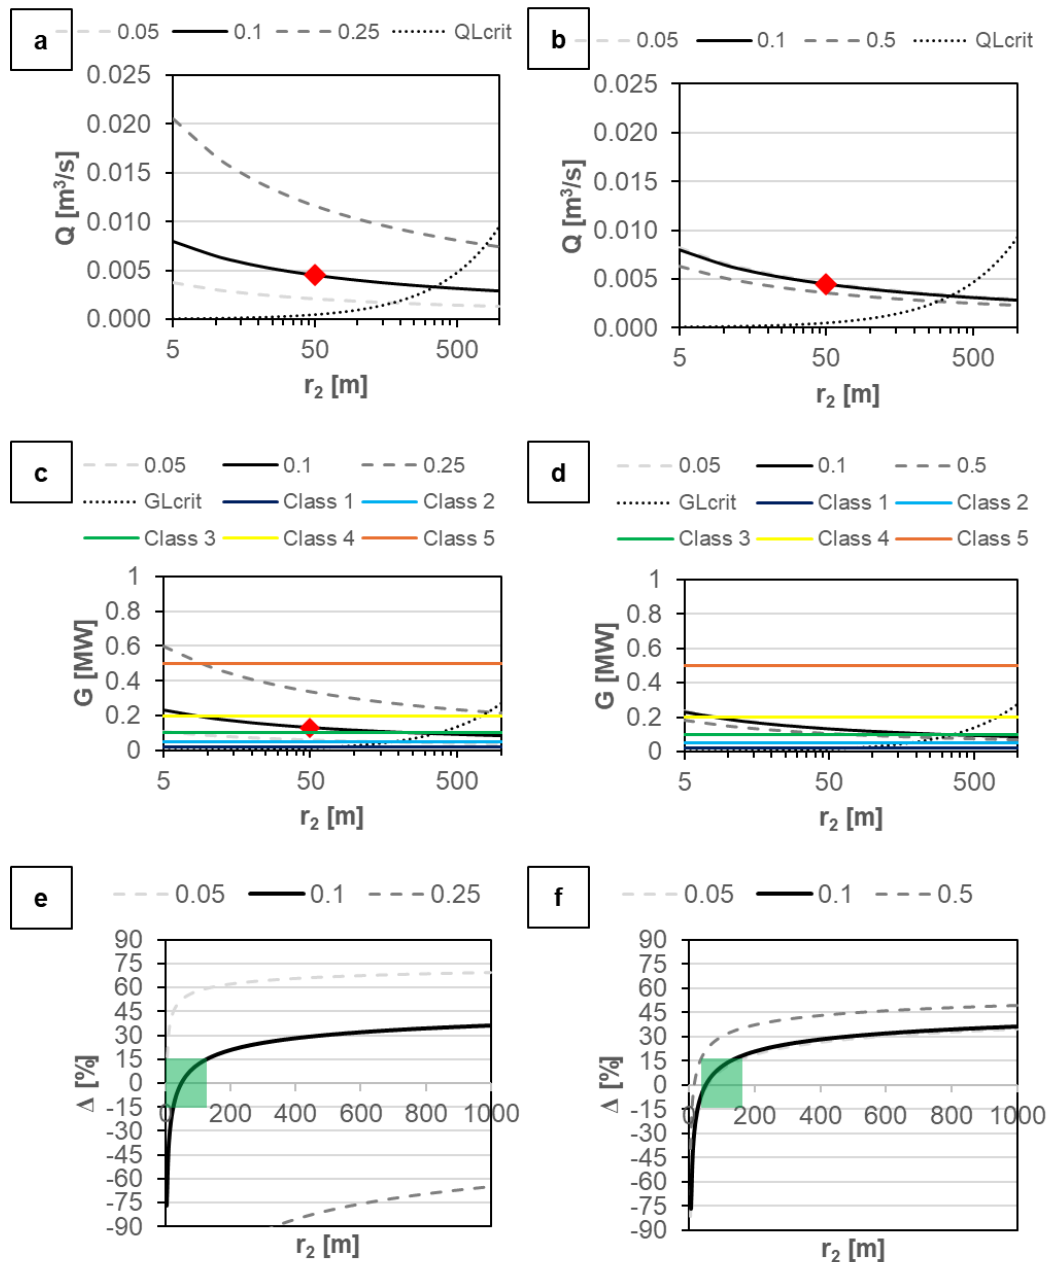 a
0.05 0.1 0.25 QLcrit
0.025
0.020
0.015
0.010
0.005
0.000
Q [m³/s]
5 50 500
r₂ [m]
b
0.05 0.1 0.5 QLcrit
0.025
0.020
0.015
0.010
0.005
0.000
Q [m³/s]
5 50 500
r₂ [m]
c
0.05 0.1 0.25
GLcrit Class 1 Class 2
Class 3 Class 4 Class 5
1
0.8
0.6
0.4
0.2
0
G [MW]
5 50 500
r₂ [m]
d
0.05 0.1 0.5
GLcrit Class 1 Class 2
Class 3 Class 4 Class 5
1
0.8
0.6
0.4
0.2
0
G [MW]
5 50 500
r₂ [m]
e
0.05 0.1 0.25
90
75
60
45
30
15
0
-15
-30
-45
-60
-75
-90
Δ [%]
0 200 400 600 800 1000
r₂ [m]
f
0.05 0.1 0.5
90
75
60
45
30
15
0
-15
-30
-45
-60
-75
-90
Δ [%]
0 200 400 600 800 1000
r₂ [m]